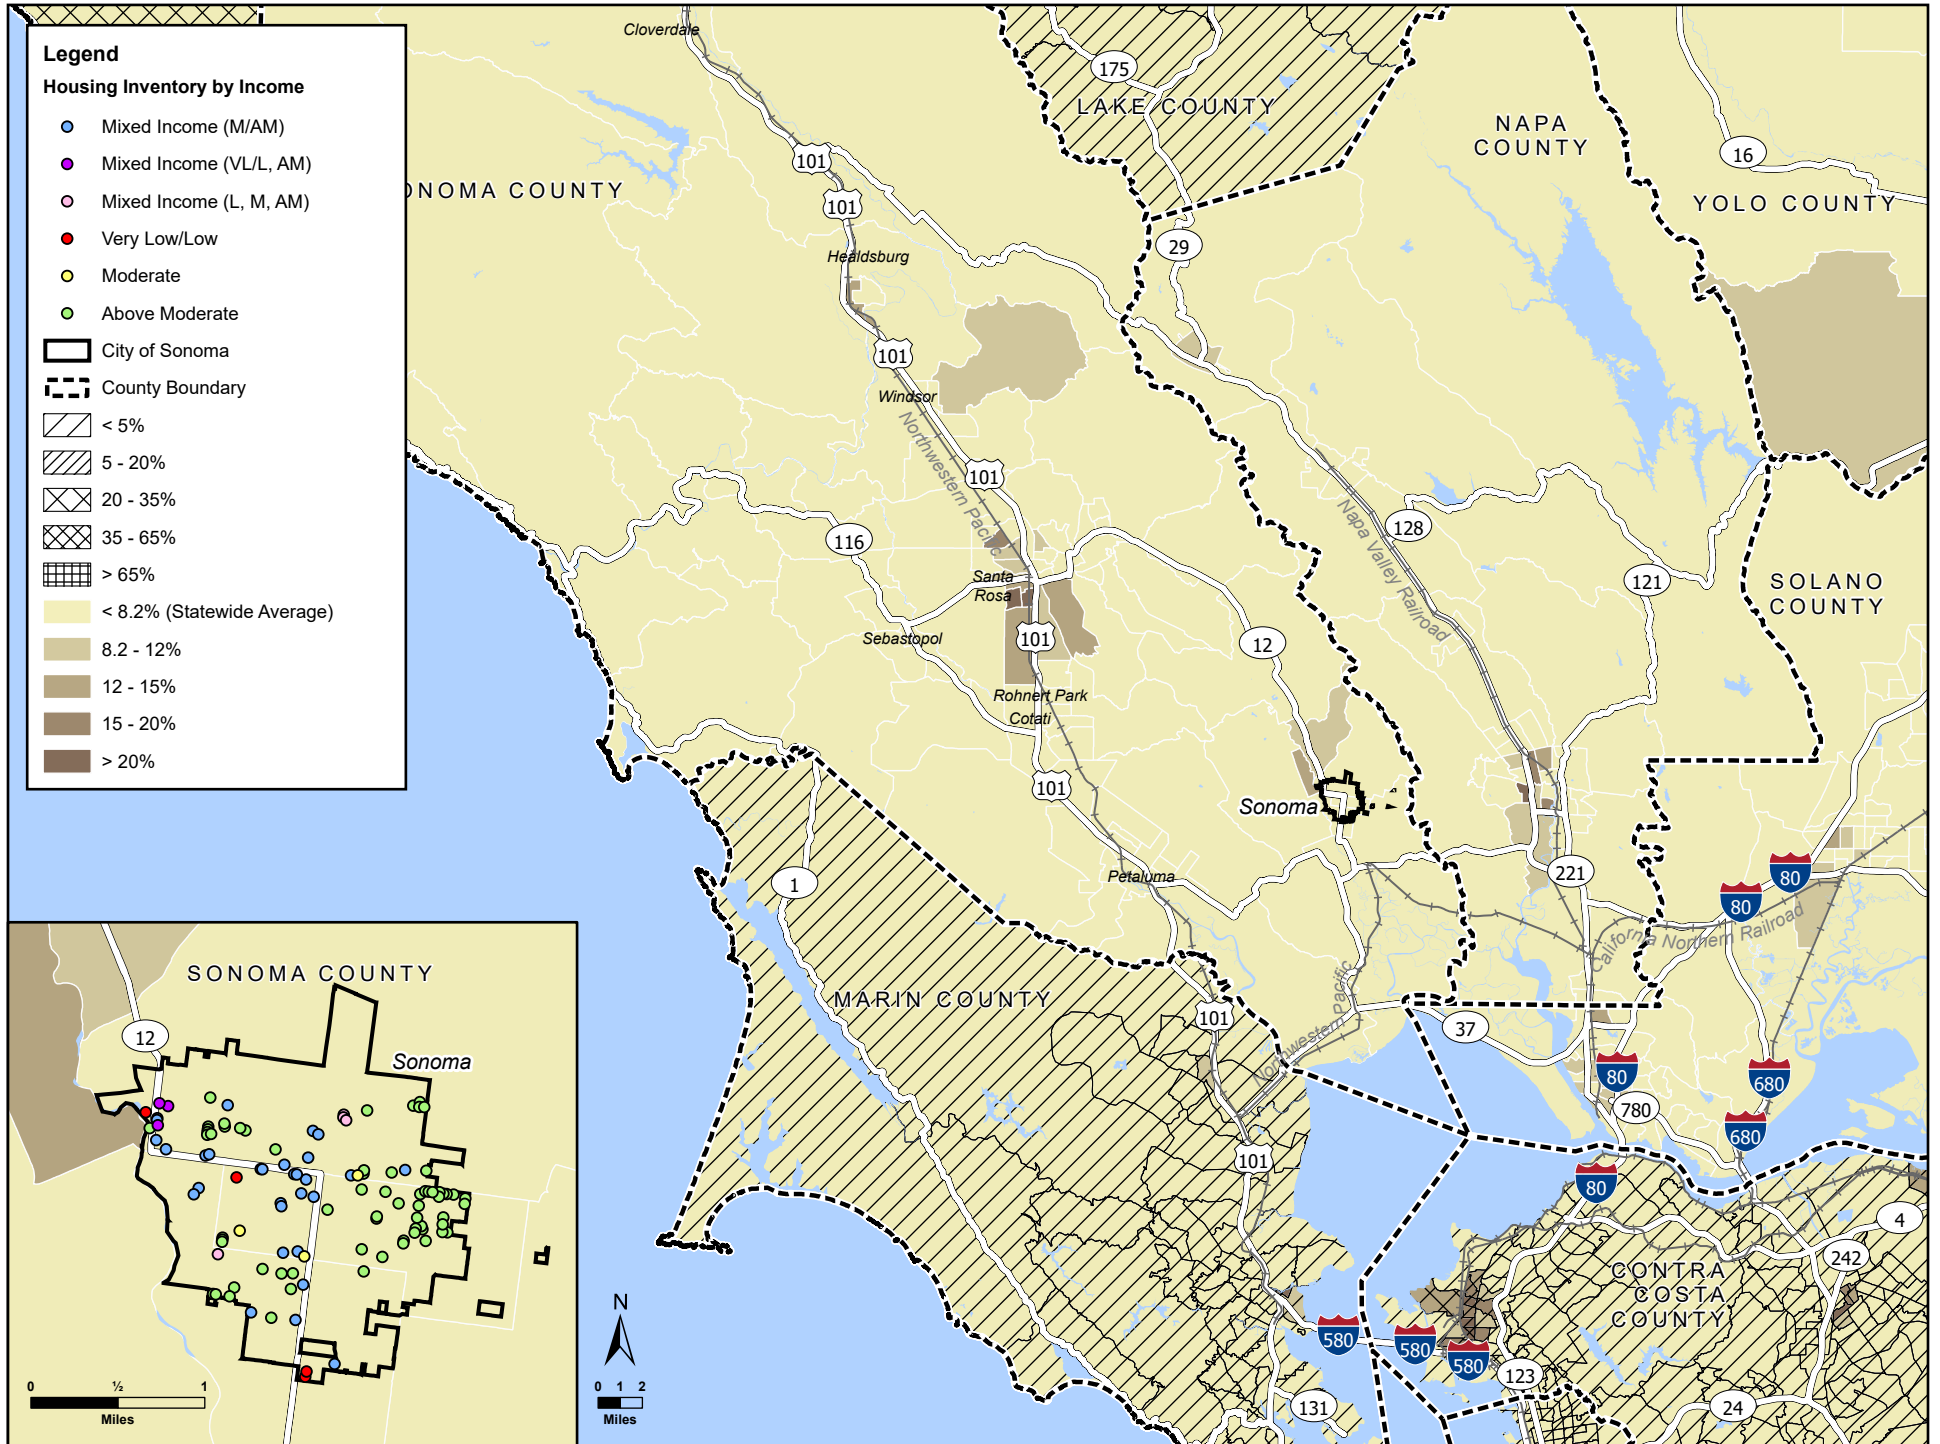 Legend
Housing Inventory by Income
Mixed Income (M/AM)
Mixed Income (VL/L, AM)
Mixed Income (L, M, AM)
Very Low/Low
Moderate
Above Moderate
City of Sonoma
County Boundary
< 5%
5 - 20%
20 - 35%
35 - 65%
> 65%
< 8.2% (Statewide Average)
8.2 - 12%
12 - 15%
15 - 20%
> 20%
Cloverdale
175
LAKE COUNTY
NAPA
COUNTY
16
101
ONOMA COUNTY
YOLO COUNTY
101
29
Healdsburg
101
Windsor
Northwestern Pacific
101
Napa Valley Railroad
128
116
Santa
Rosa
121
SOLANO
COUNTY
101
Sebastopol
12
Rohnert Park
Cotati
101
Sonoma
1
Petaluma
221
80
80
California Northern Railroad
MARIN COUNTY
Northwestern Pacific
101
37
80
680
780
680
101
80
4
242
CONTRA
COSTA
COUNTY
580
580
580
123
131
24
SONOMA COUNTY
12
Sonoma
0
½
1
Miles
N
0 1 2
Miles